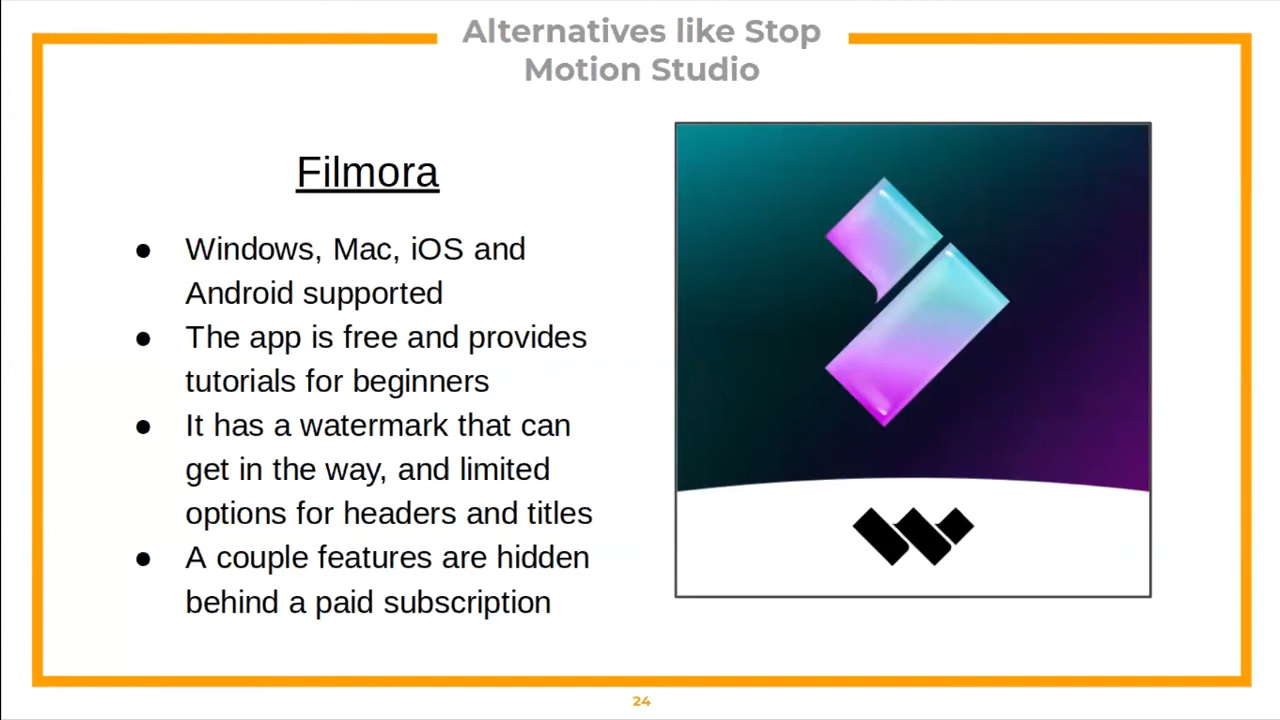 Alternatives like Stop
Motion Studio
Filmora
● Windows, Mac, iOS and
Android supported
● The app is free and provides
tutorials for beginners
● It has a watermark that can
get in the way, and limited
options for headers and titles
● A couple features are hidden
behind a paid subscription
24